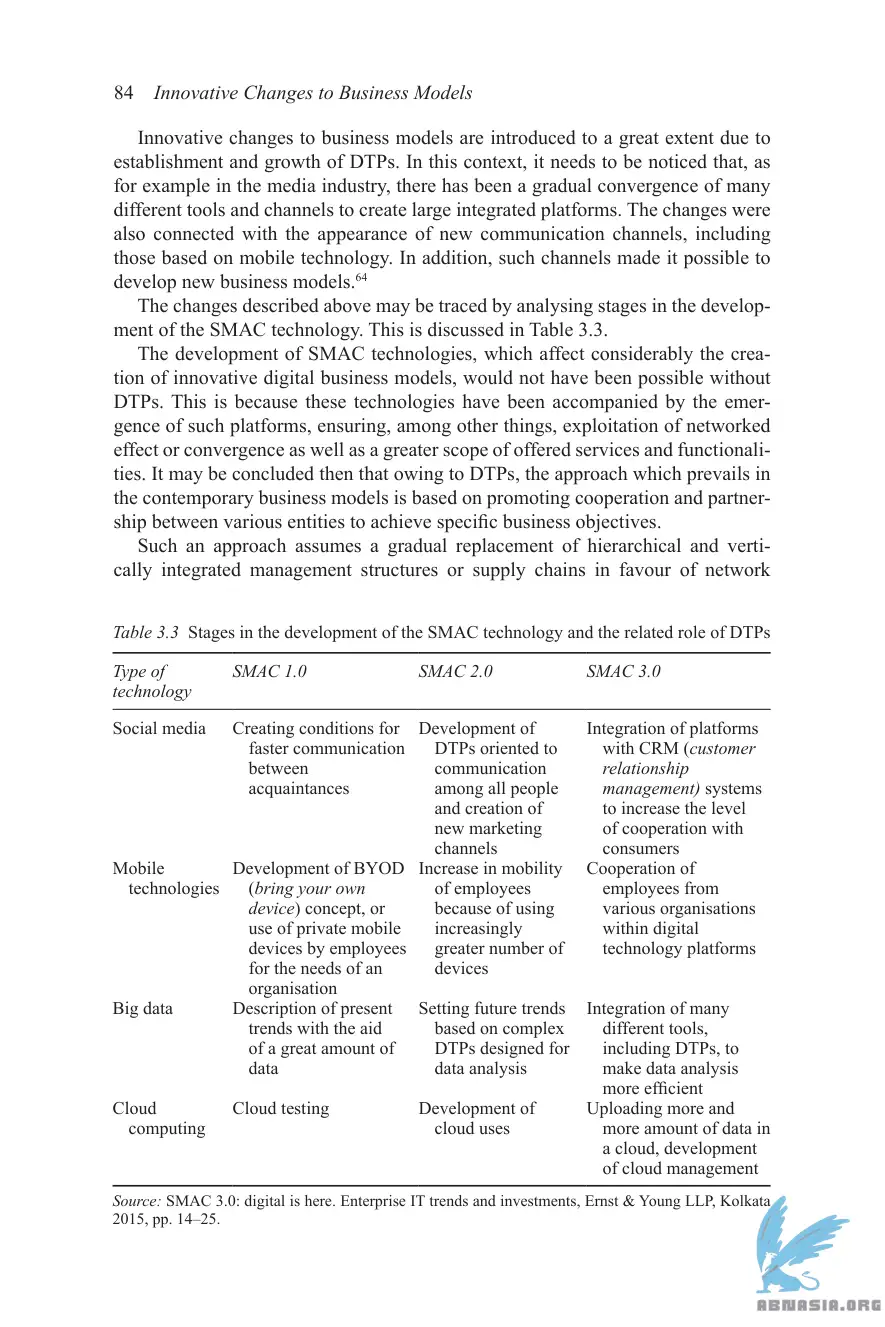 84 Innovative Changes to Business Models
Innovative changes to business models are introduced to a great extent due to
establishment and growth of DTPs. In this context, it needs to be noticed that, as
for example in the media industry, there has been a gradual convergence of many
different tools and channels to create large integrated platforms. The changes were
also connected with the appearance of new communication channels, including
those based on mobile technology. In addition, such channels made it possible to
develop new business models.64
The changes described above may be traced by analysing stages in the develop-
ment of the SMAC technology. This is discussed in Table 3.3.
The development of SMAC technologies, which affect considerably the crea-
tion of innovative digital business models, would not have been possible without
DTPs. This is because these technologies have been accompanied by the emer-
gence of such platforms, ensuring, among other things, exploitation of networked
effect or convergence as well as a greater scope of offered services and functionali-
ties. It may be concluded then that owing to DTPs, the approach which prevails in
the contemporary business models is based on promoting cooperation and partner-
ship between various entities to achieve specific business objectives.
Such an approach assumes a gradual replacement of hierarchical and verti-
cally integrated management structures or supply chains in favour of network
Table 3.3 Stages in the development of the SMAC technology and the related role of DTPs
Type of
technology
SMAC 1.0
SMAC 2.0
SMAC 3.0
Social media
Creating conditions for
faster communication
between
acquaintances
Development of
DTPs oriented to
communication
among all people
and creation of
new marketing
channels
Integration of platforms
with CRM (customer
relationship
management) systems
to increase the level
of cooperation with
consumers
Mobile
technologies
Development of BYOD
(bring your own
device) concept, or
use of private mobile
devices by employees
for the needs of an
organisation
Increase in mobility
of employees
because of using
increasingly
greater number of
devices
Cooperation of
employees from
various organisations
within digital
technology platforms
Big data
Description of present
trends with the aid
of a great amount of
data
Setting future trends
based on complex
DTPs designed for
data analysis
Integration of many
different tools,
including DTPs, to
make data analysis
more efficient
Cloud
computing
Cloud testing
Development of
cloud uses
Uploading more and
more amount of data in
a cloud, development
of cloud management
Source: SMAC 3.0: digital is here. Enterprise IT trends and investments, Ernst & Young LLP, Kolkata
2015, pp. 14–25.
ABNASIA.ORG